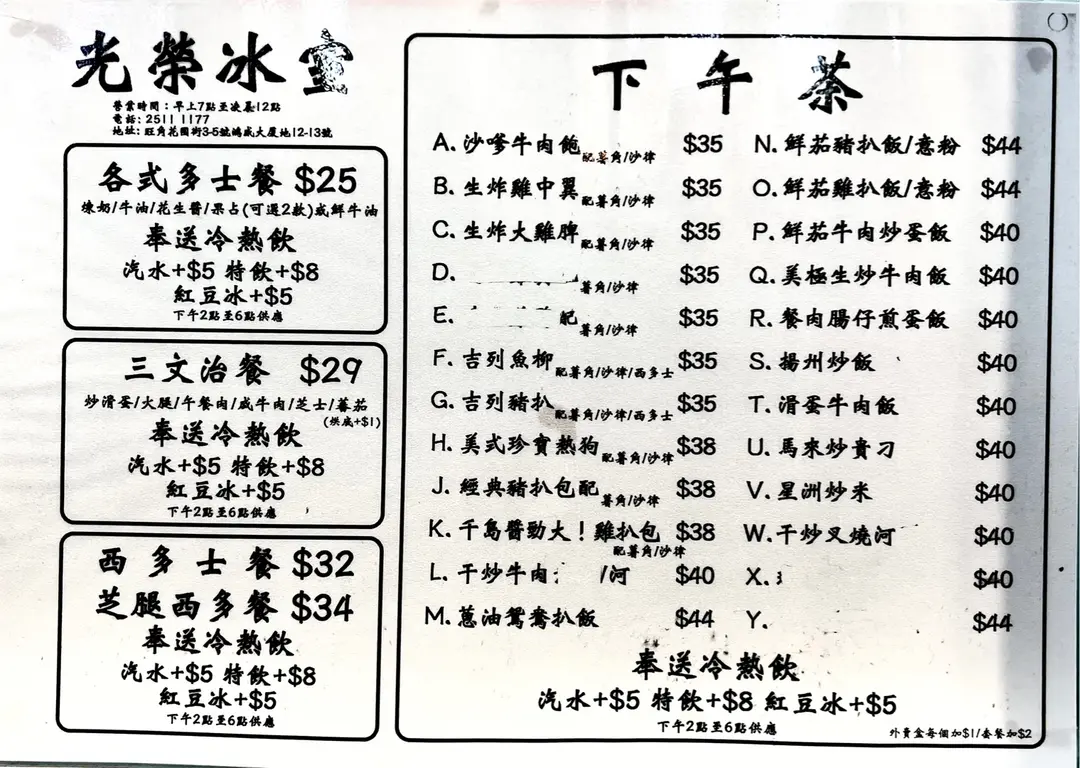 光榮冰室
營業時間：早上7點至凌晨12點
電話: 2511 1177
地址: 旺角花園街3-5號鴻威大廈地12-13號
各式多士餐 $25
煉奶/牛油/花生醬/果占(可選2款)或鮮牛油
奉送冷熱飲
汽水+$5 特飲+$8
紅豆冰+$5
下午2點至6點供應
三文治餐 $29
炒滑蛋/火腿/午餐肉/咸牛肉/芝士/蕃茄
(烘底+$1)
奉送冷熱飲
汽水+$5 特飲+$8
紅豆冰+$5
下午2點至6點供應
西多士餐 $32
芝腿西多餐 $34
奉送冷熱飲
汽水+$5 特飲+$8
紅豆冰+$5
下午2點至6點供應
下午茶
A. 沙嗲牛肉飽 配薯角/沙律 $35
B. 生炸雞中翼 配薯角/沙律 $35
C. 生炸大雞脾 配薯角/沙律 $35
D. 薯角/沙律 $35
E. 配 薯角/沙律 $35
F. 吉列魚柳 配薯角/沙律/西多士 $35
G. 吉列豬扒 配薯角/沙律/西多士 $35
H. 美式珍寶熱狗 配薯角/沙律 $38
J. 經典豬扒包配 薯角/沙律 $38
K. 千島醬勁大！雞扒包 $38
配薯角/沙律
L. 干炒牛肉 /河 $40
M. 蔥油鴛鴦扒飯 $44
N. 鮮茄豬扒飯/意粉 $44
O. 鮮茄雞扒飯/意粉 $44
P. 鮮茄牛肉炒蛋飯 $40
Q. 美極生炒牛肉飯 $40
R. 餐肉腸仔煎蛋飯 $40
S. 揚州炒飯 $40
T. 滑蛋牛肉飯 $40
U. 馬來炒貴刁 $40
V. 星洲炒米 $40
W. 干炒叉燒河 $40
X. $40
Y. $44
奉送冷熱飲
汽水+$5 特飲+$8 紅豆冰+$5
下午2點至6點供應
外賣盒每個加$1/套餐加$2